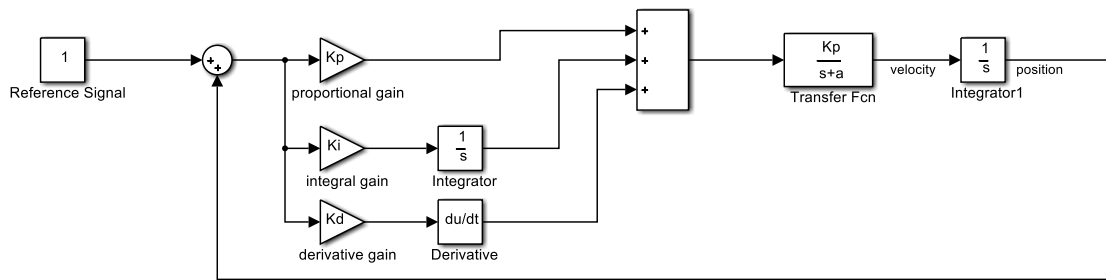 1
Reference Signal
+
+
Kp
proportional gain
Ki
integral gain
1
s
Integrator
Kd
derivative gain
du/dt
Derivative
+
+
+
Kp
s+a
Transfer Fcn
velocity
1
s
Integrator1
position